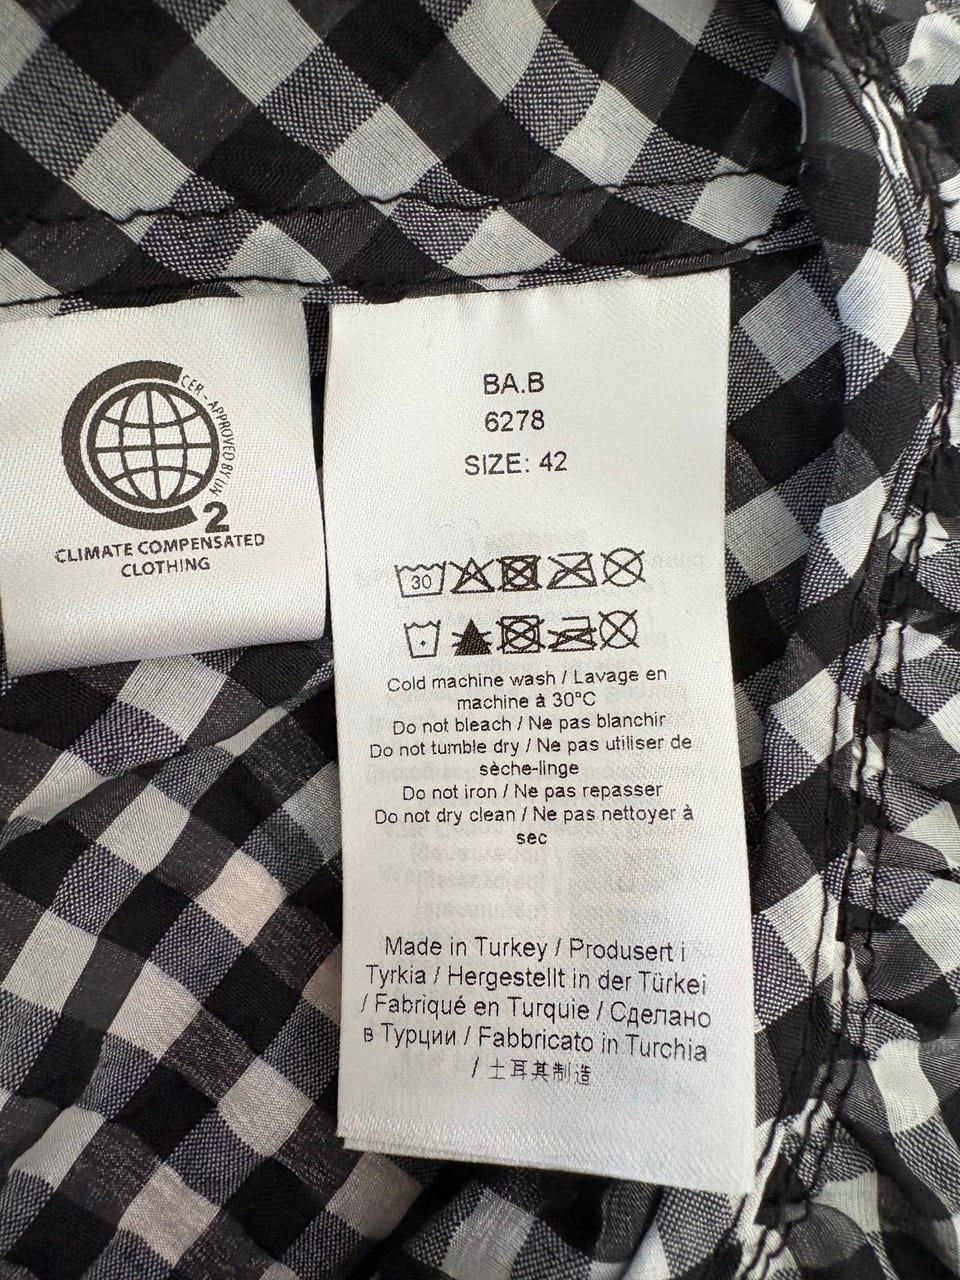 CER - APPROVED BY UN
2
CLIMATE COMPENSATED
CLOTHING
BA.B
6278
SIZE: 42
30
Cold machine wash / Lavage en
machine à 30°C
Do not bleach / Ne pas blanchir
Do not tumble dry / Ne pas utiliser de
sèche-linge
Do not iron / Ne pas repasser
Do not dry clean / Ne pas nettoyer à
sec
Made in Turkey / Produsert i
Tyrkia / Hergestellt in der Türkei
/ Fabriqué en Turquie / Сделано
в Турции / Fabbricato in Turchia
/ 土耳其制造